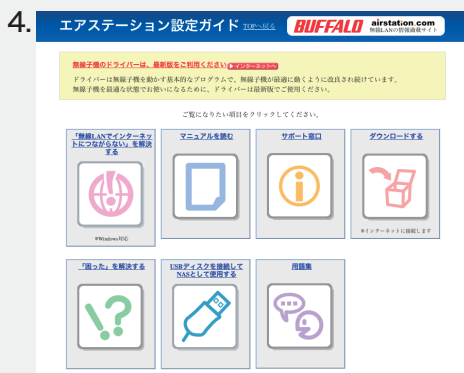 4.
エアステーション設定ガイド TOPへ戻る BUFFALO airstation.com
無線LANの情報満載サイト
無線子機のドライバーは、最新版をご利用ください ▶インターネットへ
ドライバーは無線子機を動かす基本的なプログラムで、無線子機が最適に動くように改良され続けています。
無線子機を最適な状態でお使いになるために、ドライバーは最新版でご使用ください。
ご覧になりたい項目をクリックしてください。
「無線LANでインターネットにつながらない」を解決する
マニュアルを読む
サポート窓口
ダウンロードする
※Windows対応
※インターネットに接続します
「困った」を解決する
USBディスクを接続して
NASとして使用する
用語集